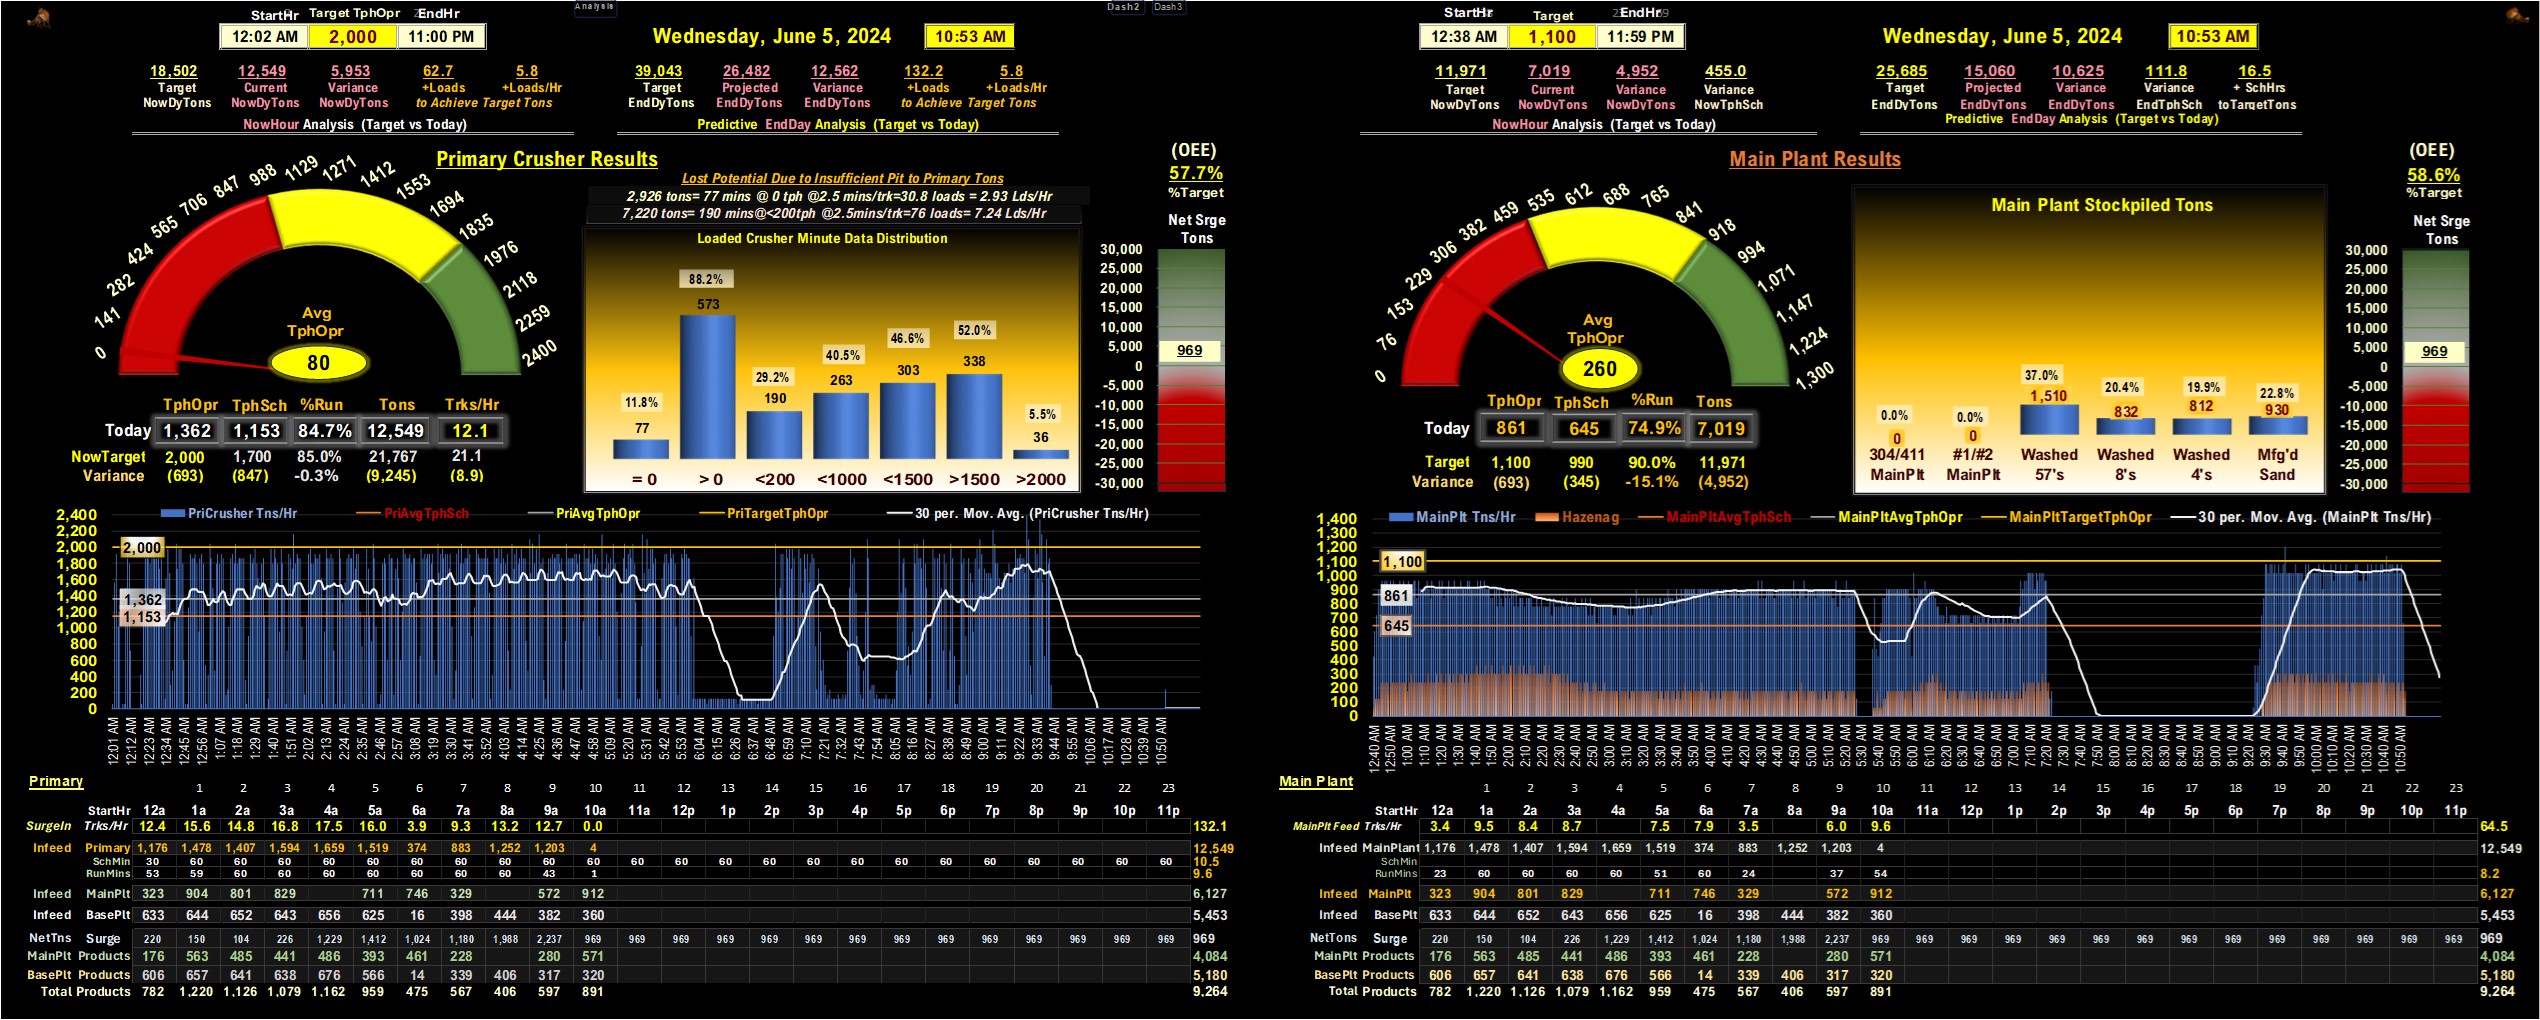 Analysis
Dash2 Dash3
StartHr Target TphOpr EndHr
12:02 AM 2,000 11:00 PM
Wednesday, June 5, 2024 10:53 AM
18,502 12,549 5,953 62.7 5.8
Target Current Variance +Loads +Loads/Hr
NowDyTons NowDyTons NowDyTons to Achieve Target Tons
NowHour Analysis (Target vs Today)
39,043 26,482 12,562 132.2 5.8
Target Projected Variance +Loads +Loads/Hr
EndDyTons EndDyTons EndDyTons to Achieve Target Tons
Predictive EndDay Analysis (Target vs Today)
Primary Crusher Results
(OEE)
57.7%
%Target
Lost Potential Due to Insufficient Pit to Primary Tons
2,926 tons= 77 mins @ 0 tph @2.5 mins/trk=30.8 loads = 2.93 Lds/Hr
7,220 tons= 190 mins@<200tph @2.5mins/trk=76 loads= 7.24 Lds/Hr
0 141 282 424 565 706 847 988 1129 1271 1412 1553 1694 1835 1976 2118 2259 2400
Avg
TphOpr
80
Loaded Crusher Minute Data Distribution
11.8% 88.2% 29.2% 40.5% 46.6% 52.0% 5.5%
77 573 190 263 303 338 36
= 0 > 0 <200 <1000 <1500 >1500 >2000
Net Srge
Tons
30,000
25,000
20,000
15,000
10,000
5,000
969
0
-5,000
-10,000
-15,000
-20,000
-25,000
-30,000
TphOpr TphSch %Run Tons Trks/Hr
Today 1,362 1,153 84.7% 12,549 12.1
NowTarget 2,000 1,700 85.0% 21,767 21.1
Variance (693) (847) -0.3% (9,245) (8.9)
PriCrusher Tns/Hr PriAvgTphSch PriAvgTphOpr PriTargetTphOpr 30 per. Mov. Avg. (PriCrusher Tns/Hr)
2,400
2,200
2,000
1,800
1,600
1,400
1,200
1,000
800
600
400
200
0
2,000
1,362
1,153
12:01 AM 12:12 AM 12:23 AM 12:34 AM 12:45 AM 12:56 AM 1:07 AM 1:18 AM 1:29 AM 1:40 AM 1:51 AM 2:02 AM 2:13 AM 2:24 AM 2:35 AM 2:46 AM 2:57 AM 3:08 AM 3:19 AM 3:30 AM 3:41 AM 3:52 AM 4:03 AM 4:14 AM 4:25 AM 4:36 AM 4:47 AM 4:58 AM 5:09 AM 5:20 AM 5:31 AM 5:42 AM 5:53 AM 6:04 AM 6:15 AM 6:26 AM 6:37 AM 6:48 AM 6:59 AM 7:10 AM 7:21 AM 7:32 AM 7:43 AM 7:54 AM 8:05 AM 8:16 AM 8:27 AM 8:38 AM 8:49 AM 9:00 AM 9:11 AM 9:22 AM 9:33 AM 9:44 AM 9:55 AM 10:06 AM 10:17 AM 10:28 AM 10:39 AM 10:50 AM
Primary
1 2 3 4 5 6 7 8 9 10 11 12 13 14 15 16 17 18 19 20 21 22 23
StartHr 12a 1a 2a 3a 4a 5a 6a 7a 8a 9a 10a 11a 12p 1p 2p 3p 4p 5p 6p 7p 8p 9p 10p 11p
SurgeIn Trks/Hr 12.4 15.6 14.8 16.8 17.5 16.0 3.9 9.3 13.2 12.7 0.0 132.1
Infeed Primary 1,176 1,478 1,407 1,594 1,659 1,519 374 883 1,252 1,203 4 12,549
SchMin 30 60 60 60 60 60 60 60 60 60 60 60 60 60 60 60 60 60 60 60 60 60 60 60 10.5
RunMins 53 59 60 60 60 60 60 60 60 43 1 9.6
Infeed MainPlt 323 904 801 829 711 746 329 572 912 6,127
Infeed BasePlt 633 644 652 643 656 625 16 398 444 382 360 5,453
NetTns Surge 220 150 104 226 1,229 1,412 1,024 1,180 1,988 2,237 969 969 969 969 969 969 969 969 969 969 969 969 969 969 969
MainPlt Products 176 563 485 441 486 393 461 228 280 571 4,084
BasePlt Products 606 657 641 638 676 566 14 339 406 317 320 5,180
Total Products 782 1,220 1,126 1,079 1,162 959 475 567 406 597 891 9,264
StartHr Target EndHr
12:38 AM 1,100 11:59 PM
Wednesday, June 5, 2024 10:53 AM
11,971 7,019 4,952 455.0
Target Current Variance Variance
NowDyTons NowDyTons NowDyTons NowTphSch
NowHour Analysis (Target vs Today)
25,685 15,060 10,625 111.8 16.5
Target Projected Variance Variance + SchHrs
EndDyTons EndDyTons EndDyTons EndTphSch toTargetTons
Predictive EndDay Analysis (Target vs Today)
Main Plant Results
(OEE)
58.6%
%Target
0 76 153 229 306 382 459 535 612 688 765 841 918 994 1,071 1,147 1,224 1,300
Avg
TphOpr
260
Main Plant Stockpiled Tons
0.0% 0.0% 37.0% 20.4% 19.9% 22.8%
0 0 1,510 832 812 930
304/411 #1/#2 Washed Washed Washed Mfg'd
MainPlt MainPlt 57's 8's 4's Sand
Net Srge
Tons
30,000
25,000
20,000
15,000
10,000
5,000
969
0
-5,000
-10,000
-15,000
-20,000
-25,000
-30,000
TphOpr TphSch %Run Tons
Today 861 645 74.9% 7,019
Target 1,100 990 90.0% 11,971
Variance (693) (345) -15.1% (4,952)
MainPlt Tns/Hr Hazenag MainPltAvgTphSch MainPltAvgTphOpr MainPltTargetTphOpr 30 per. Mov. Avg. (MainPlt Tns/Hr)
1,400
1,300
1,200
1,100
1,000
900
800
700
600
500
400
300
200
100
0
1,100
861
645
12:40 AM 12:50 AM 1:00 AM 1:10 AM 1:20 AM 1:30 AM 1:40 AM 1:50 AM 2:00 AM 2:10 AM 2:20 AM 2:30 AM 2:40 AM 2:50 AM 3:00 AM 3:10 AM 3:20 AM 3:30 AM 3:40 AM 3:50 AM 4:00 AM 4:10 AM 4:20 AM 4:30 AM 4:40 AM 4:50 AM 5:00 AM 5:10 AM 5:20 AM 5:30 AM 5:40 AM 5:50 AM 6:00 AM 6:10 AM 6:20 AM 6:30 AM 6:40 AM 6:50 AM 7:00 AM 7:10 AM 7:20 AM 7:30 AM 7:40 AM 7:50 AM 8:00 AM 8:10 AM 8:20 AM 8:30 AM 8:40 AM 8:50 AM 9:00 AM 9:10 AM 9:20 AM 9:30 AM 9:40 AM 9:50 AM 10:00 AM 10:10 AM 10:20 AM 10:30 AM 10:40 AM 10:50 AM
Main Plant
1 2 3 4 5 6 7 8 9 10 11 12 13 14 15 16 17 18 19 20 21 22 23
StartHr 12a 1a 2a 3a 4a 5a 6a 7a 8a 9a 10a 11a 12p 1p 2p 3p 4p 5p 6p 7p 8p 9p 10p 11p
MainPlt Feed Trks/Hr 3.4 9.5 8.4 8.7 7.5 7.9 3.5 6.0 9.6 64.5
Infeed MainPlant 1,176 1,478 1,407 1,594 1,659 1,519 374 883 1,252 1,203 4 12,549
SchMin
RunMins 23 60 60 60 60 51 60 24 37 54 8.2
Infeed MainPlt 323 904 801 829 711 746 329 572 912 6,127
Infeed BasePlt 633 644 652 643 656 625 16 398 444 382 360 5,453
NetTons Surge 220 150 104 226 1,229 1,412 1,024 1,180 1,988 2,237 969 969 969 969 969 969 969 969 969 969 969 969 969 969 969
MainPlt Products 176 563 485 441 486 393 461 228 280 571 4,084
BasePlt Products 606 657 641 638 676 566 14 339 406 317 320 5,180
Total Products 782 1,220 1,126 1,079 1,162 959 475 567 406 597 891 9,264